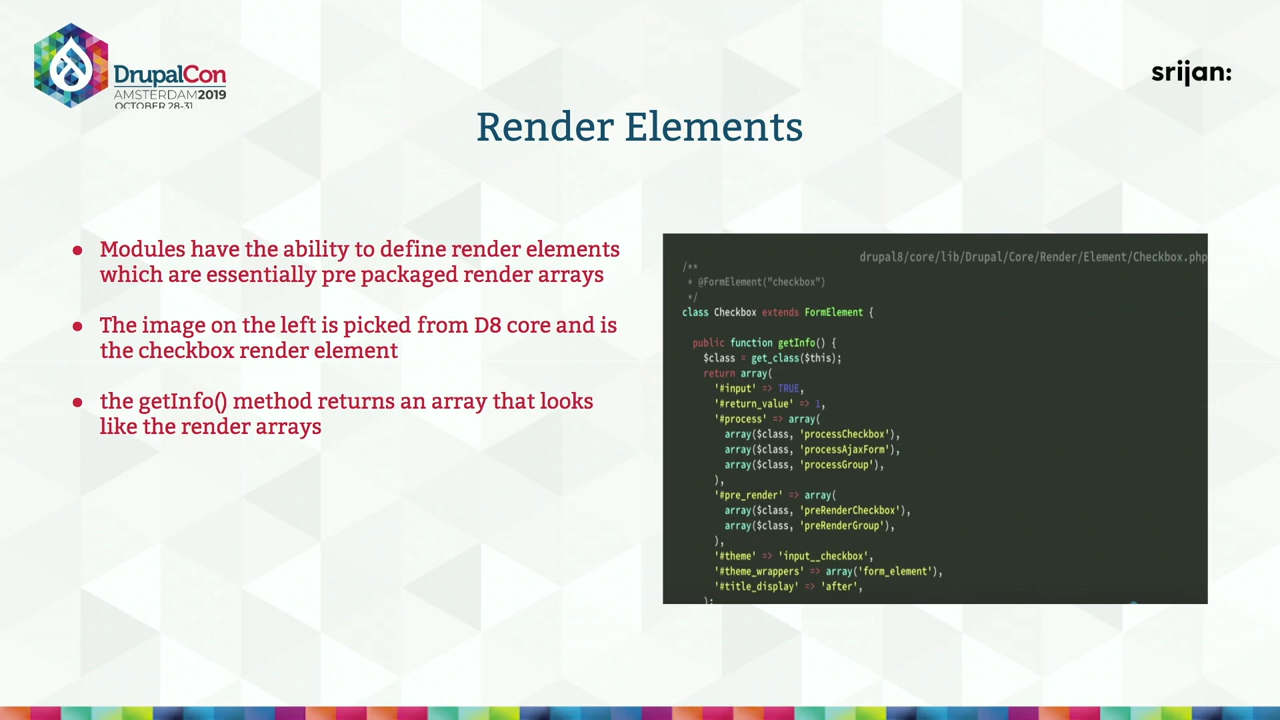 DrupalCon
AMSTERDAM2019
OCTOBER 28-31
srijan:
Render Elements
● Modules have the ability to define render elements
which are essentially pre packaged render arrays
● The image on the left is picked from D8 core and is
the checkbox render element
● the getInfo() method returns an array that looks
like the render arrays
drupal8/core/lib/Drupal/Core/Render/Element/Checkbox.php
/**
 * @FormElement("checkbox")
 */
class Checkbox extends FormElement {
  public function getInfo() {
    $class = get_class($this);
    return array(
      '#input' => TRUE,
      '#return_value' => 1,
      '#process' => array(
        array($class, 'processCheckbox'),
        array($class, 'processAjaxForm'),
        array($class, 'processGroup'),
      ),
      '#pre_render' => array(
        array($class, 'preRenderCheckbox'),
        array($class, 'preRenderGroup'),
      ),
      '#theme' => 'input__checkbox',
      '#theme_wrappers' => array('form_element'),
      '#title_display' => 'after',
    );